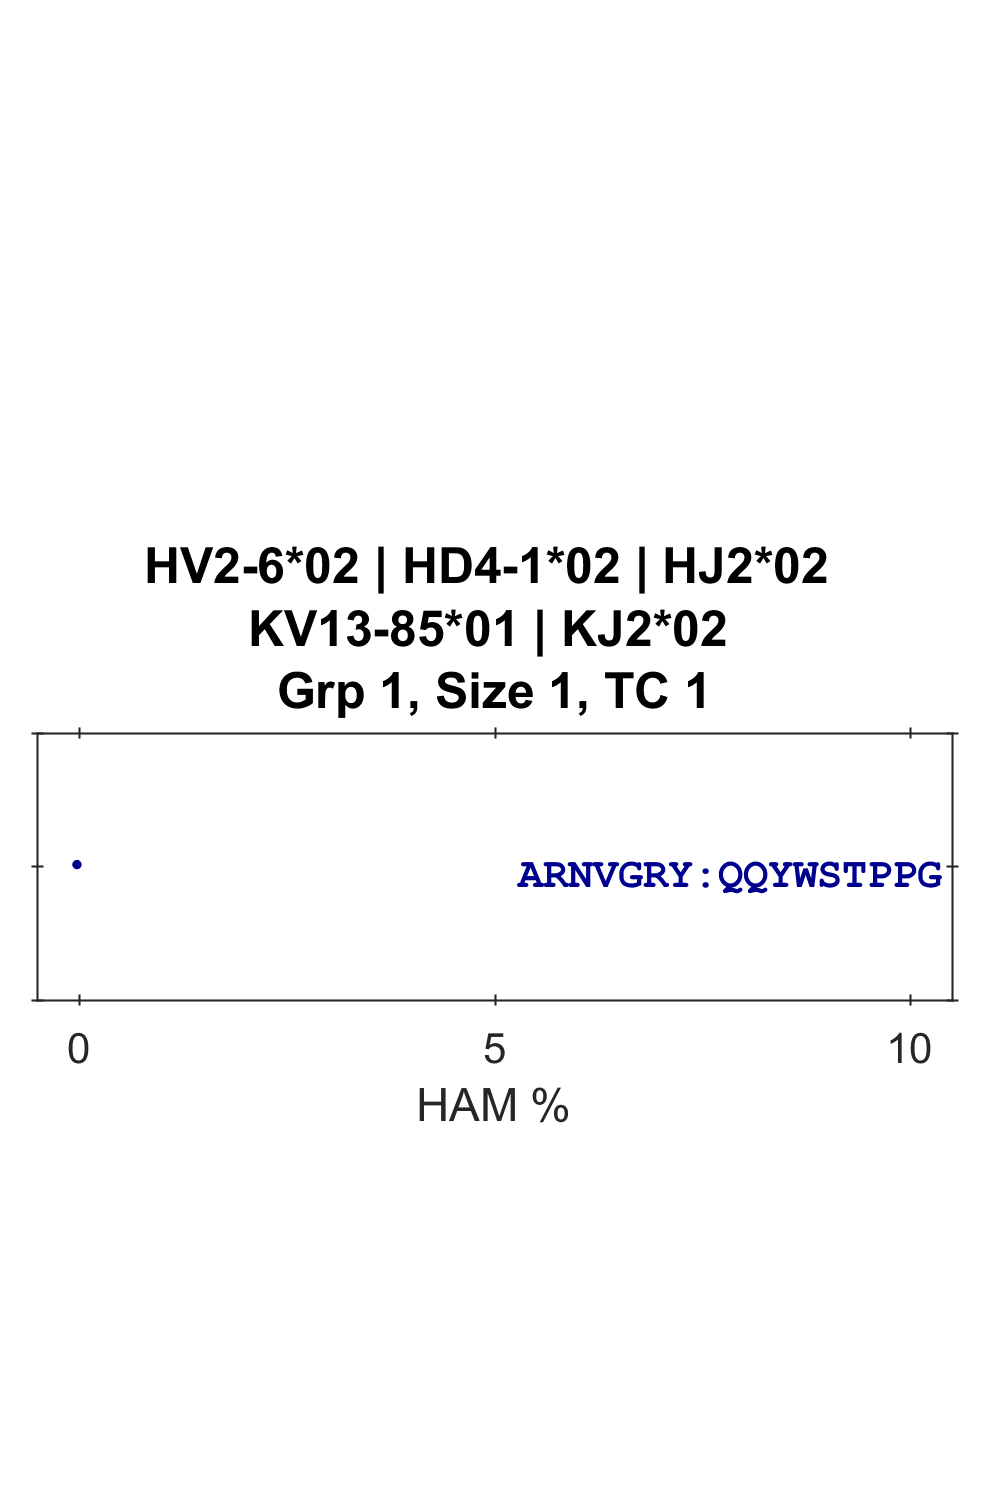 HV2-6*02 | HD4-1*02 | HJ2*02
KV13-85*01 | KJ2*02
Grp 1, Size 1, TC 1
ARNVGRY:QQYWSTPPG
0 5 10
HAM %